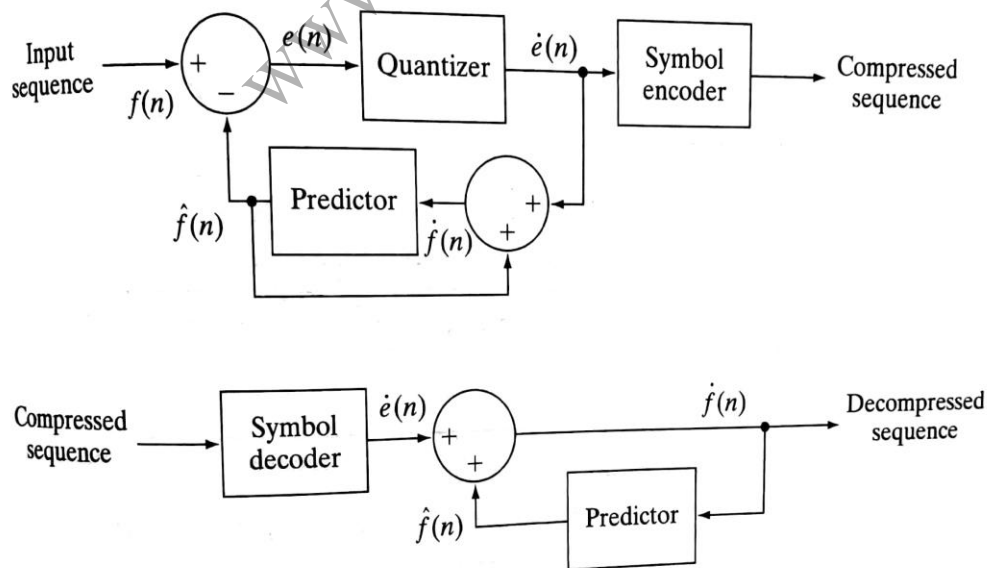 Input
sequence
f(n)
+
−
e(n)
Quantizer
ė(n)
Symbol
encoder
Compressed
sequence
f̂(n)
Predictor
ḟ(n)
+
+
Compressed
sequence
Symbol
decoder
ė(n)
+
+
ḟ(n)
Decompressed
sequence
f̂(n)
Predictor